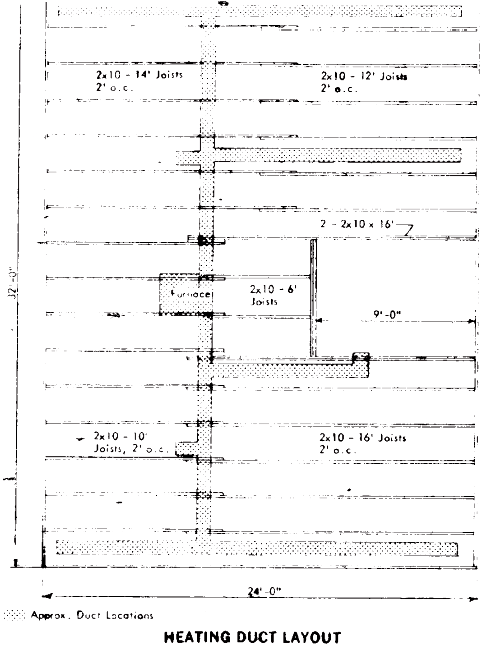 2x10 - 14' Joists
2' o.c.
2x10 - 12' Joists
2' o.c.
2 - 2x10 x 16'
Furnace
2x10 - 6'
Joists
9'-0"
32'-0"
2x10 - 10'
Joists, 2' o.c.
2x10 - 16' Joists
2' o.c.
24'-0"
Approx. Duct Locations
HEATING DUCT LAYOUT